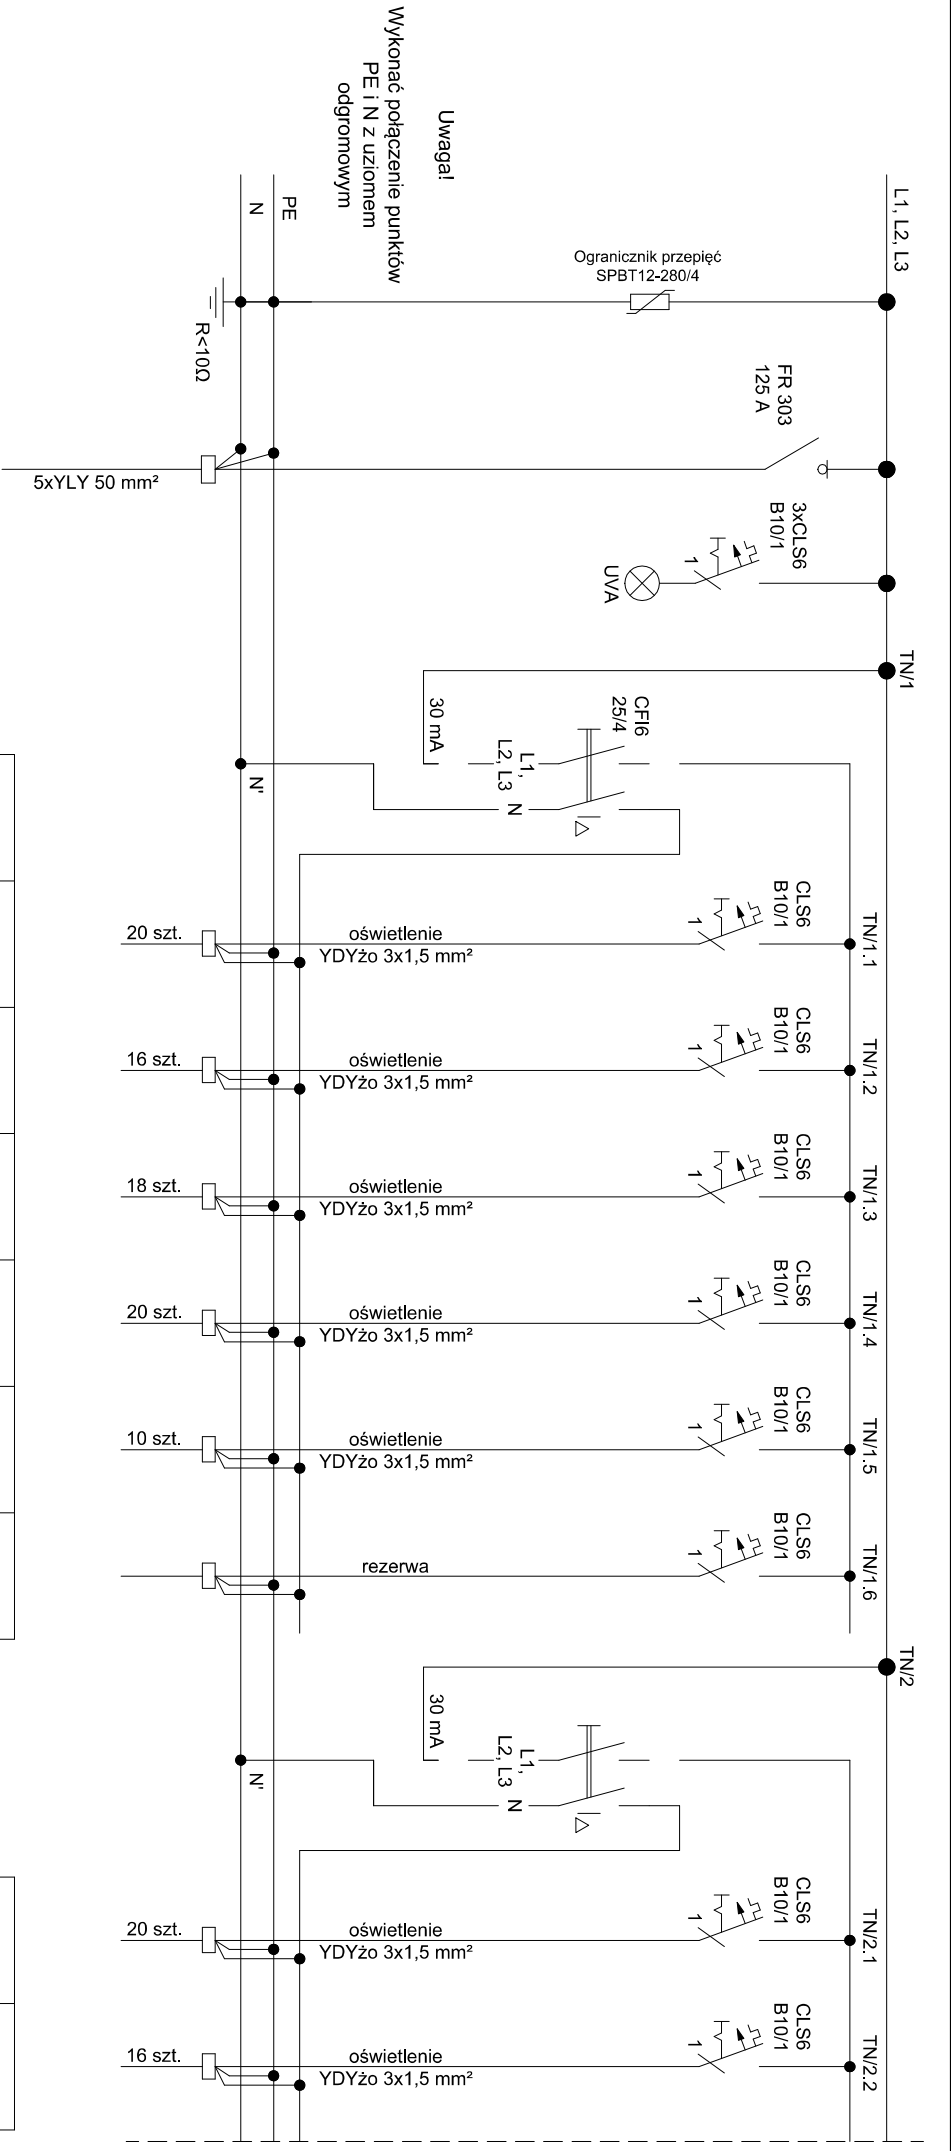 L1, L2, L3
Uwaga!
Wykonać połączenie punktów
PE i N z uziomem
odgromowym
PE
N
Ogranicznik przepięć
SPBT12-280/4
R<10Ω
FR 303
125 A
5xYLY 50 mm²
3xCLS6
B10/1
1
UVA
TN/1
CFI6
25/4
30 mA
L1,
L2, L3
N
N'
TN/1.1
CLS6
B10/1
1
oświetlenie
YDYżo 3x1,5 mm²
20 szt.
TN/1.2
CLS6
B10/1
1
oświetlenie
YDYżo 3x1,5 mm²
16 szt.
TN/1.3
CLS6
B10/1
1
oświetlenie
YDYżo 3x1,5 mm²
18 szt.
TN/1.4
CLS6
B10/1
1
oświetlenie
YDYżo 3x1,5 mm²
20 szt.
TN/1.5
CLS6
B10/1
1
oświetlenie
YDYżo 3x1,5 mm²
10 szt.
TN/1.6
CLS6
B10/1
1
rezerwa
TN/2
30 mA
L1,
L2, L3
N
N'
TN/2.1
CLS6
B10/1
1
oświetlenie
YDYżo 3x1,5 mm²
20 szt.
TN/2.2
CLS6
B10/1
1
oświetlenie
YDYżo 3x1,5 mm²
16 szt.